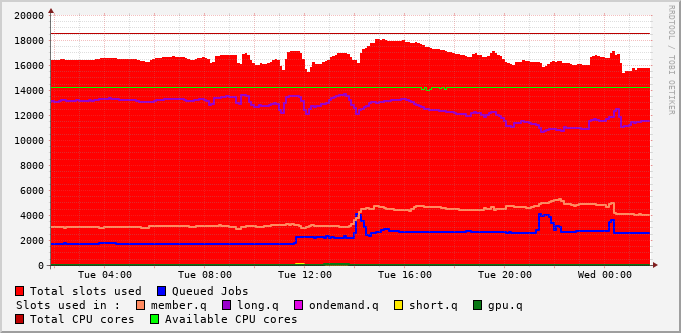 20000
18000
16000
14000
12000
10000
8000
6000
4000
2000
0
Tue 04:00 Tue 08:00 Tue 12:00 Tue 16:00 Tue 20:00 Wed 00:00
Total slots used Queued Jobs
Slots used in : member.q long.q ondemand.q short.q gpu.q
Total CPU cores Available CPU cores
RRDTOOL / TOBI OETIKER